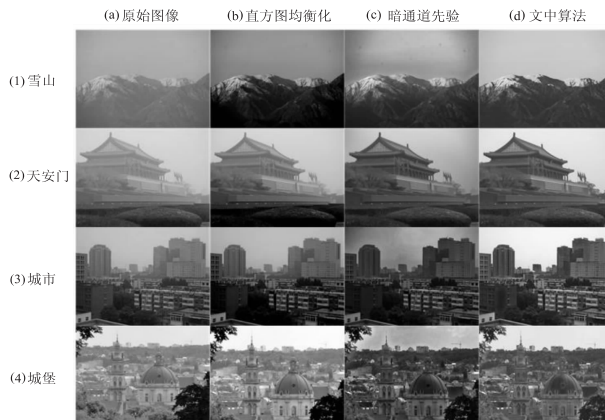 (a)原始图像 (b)直方图均衡化 (c) 暗通道先验 (d) 文中算法
(1)雪山
(2)天安门
(3)城市
(4)城堡